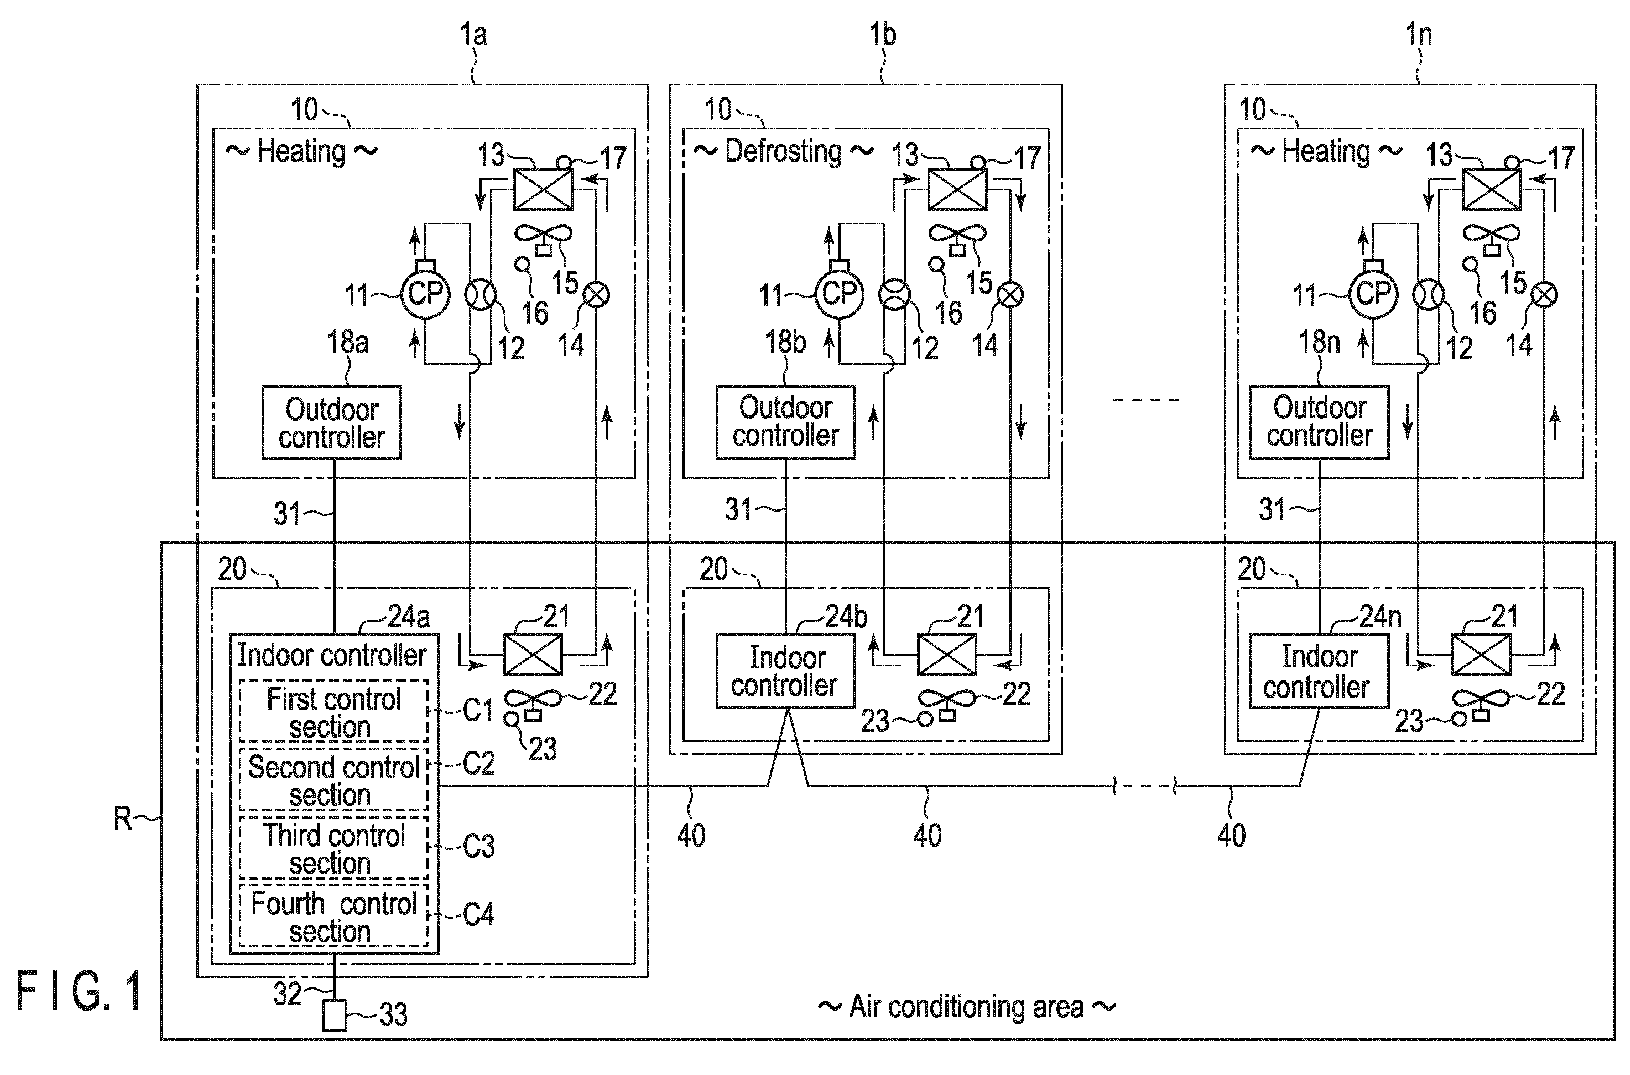 1a 1b 1n
10 10 10
~ Heating ~ 13 17 ~ Defrosting ~ 13 17 ~ Heating ~ 13 17
11 CP 12 16 15 14 11 CP 12 16 15 14 11 CP 12 16 15 14
18a 18b 18n
Outdoor controller
Outdoor controller
Outdoor controller
31 31 31
20 20 20
24a 21 24b 21 24n 21
Indoor controller
First control
section
C1
Second control
section
C2
Third control
section
C3
Fourth control
section
C4
22
23
Indoor
controller
22
23
Indoor
controller
22
23
R
40 40 40
32
33
~ Air conditioning area ~
FIG. 1